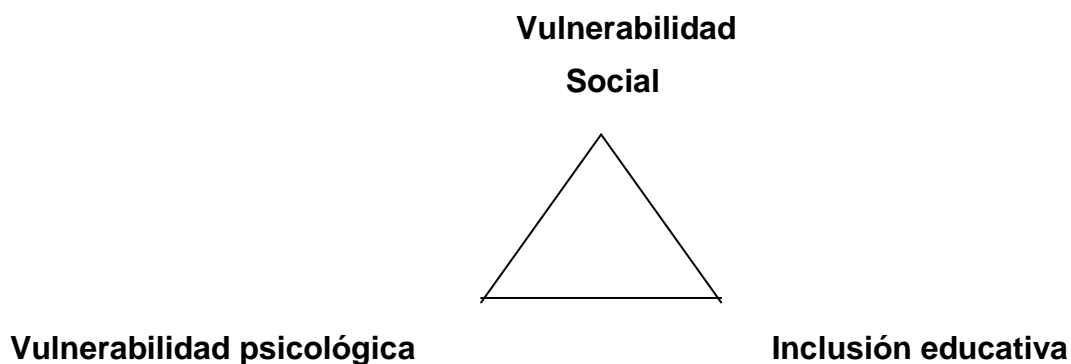 Vulnerabilidad
Social
Vulnerabilidad psicológica
Inclusión educativa